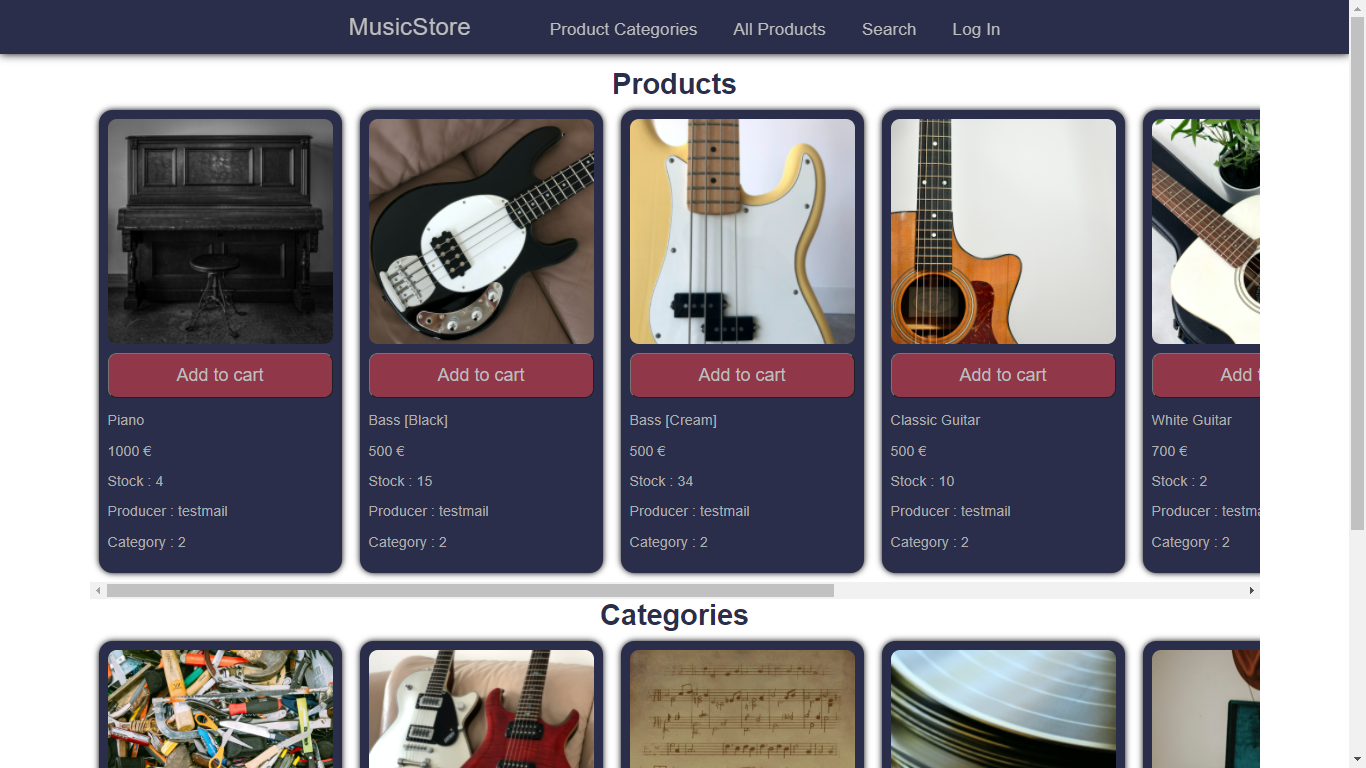 MusicStore Product Categories All Products Search Log In
Products
Add to cart Add to cart Add to cart Add to cart Add
Piano Bass [Black] Bass [Cream] Classic Guitar White Guitar
1000 € 500 € 500 € 500 € 700 €
Stock : 4 Stock : 15 Stock : 34 Stock : 10 Stock : 2
Producer : testmail Producer : testmail Producer : testmail Producer : testmail Producer :
Category : 2 Category : 2 Category : 2 Category : 2 Category : 2
Categories